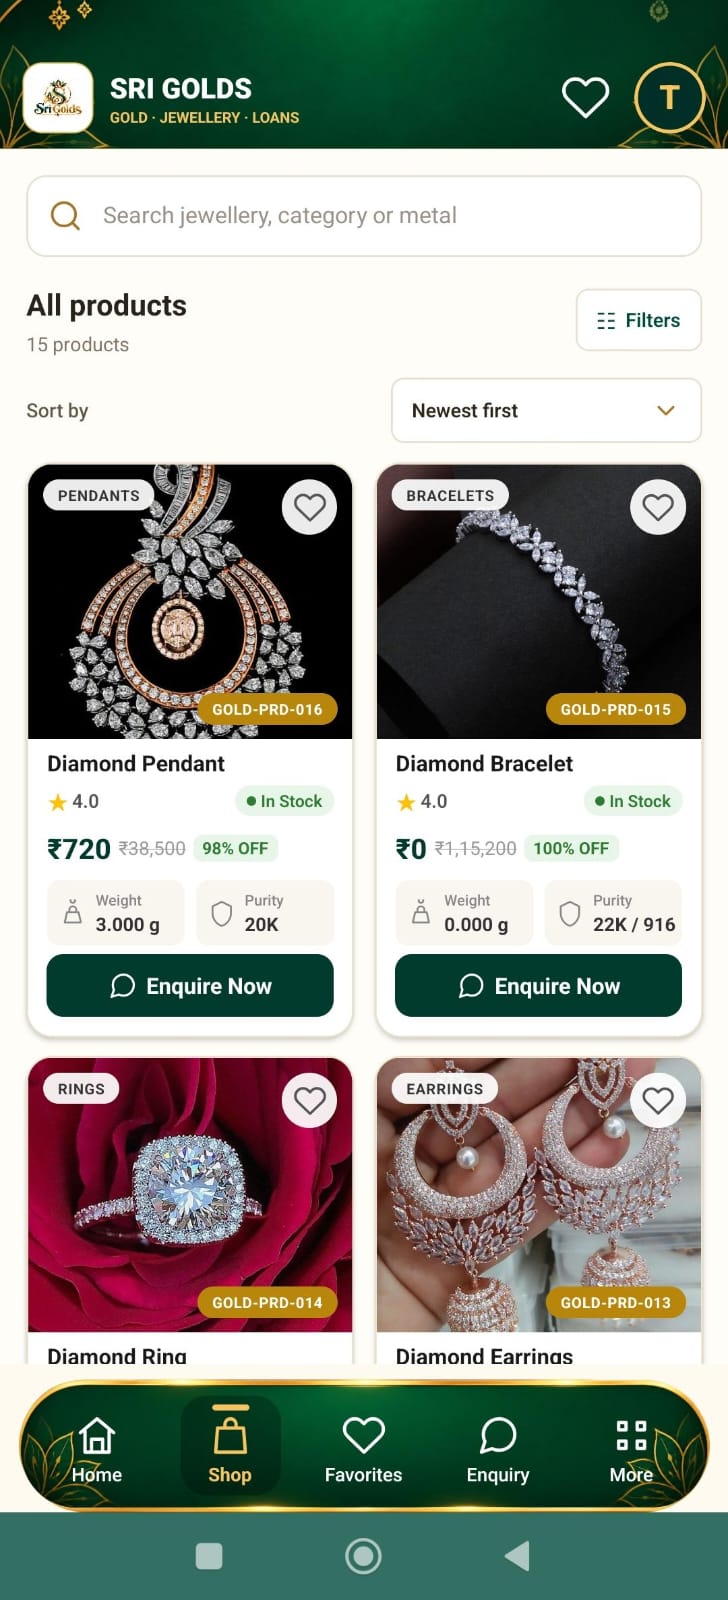 SRI GOLDS
Sri Golds
GOLD · JEWELLERY · LOANS
T
Search jewellery, category or metal
All products
15 products
Filters
Sort by
Newest first
PENDANTS
GOLD-PRD-016
Diamond Pendant
4.0
In Stock
₹720 ₹38,500 98% OFF
Weight
3.000 g
Purity
20K
Enquire Now
BRACELETS
GOLD-PRD-015
Diamond Bracelet
4.0
In Stock
₹0 ₹1,15,200 100% OFF
Weight
0.000 g
Purity
22K / 916
Enquire Now
RINGS
GOLD-PRD-014
Diamond Ring
EARRINGS
GOLD-PRD-013
Diamond Earrings
Home
Shop
Favorites
Enquiry
More